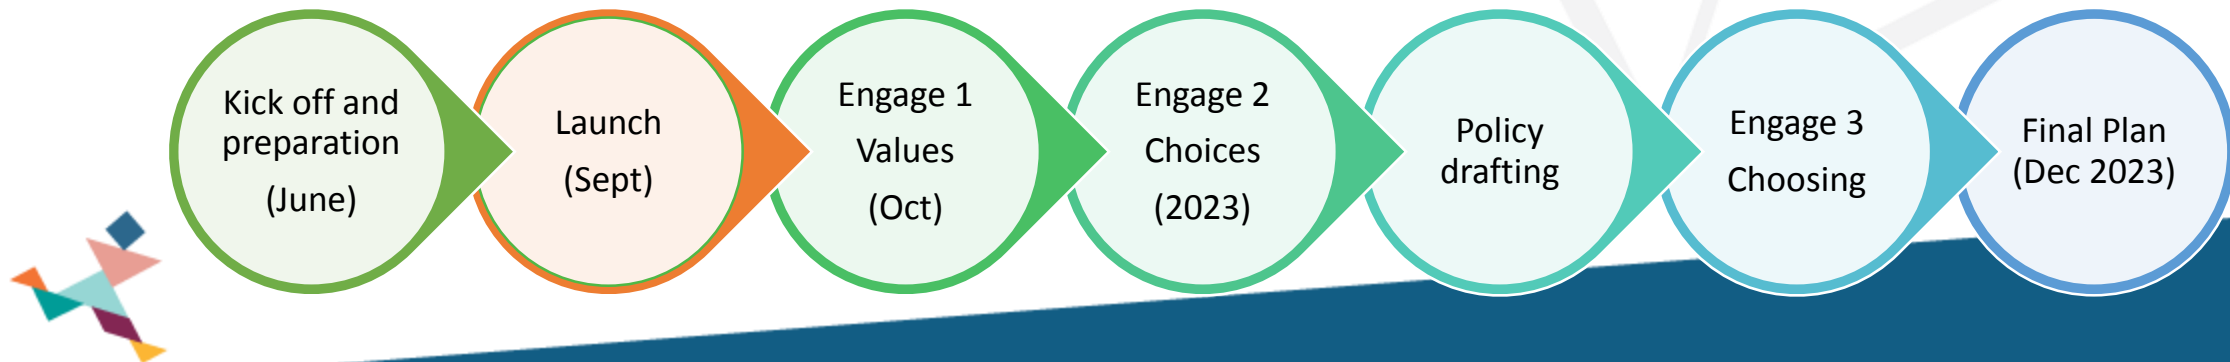 Kick off and
preparation
(June)
Launch
(Sept)
Engage 1
Values
(Oct)
Engage 2
Choices
(2023)
Policy
drafting
Engage 3
Choosing
Final Plan
(Dec 2023)